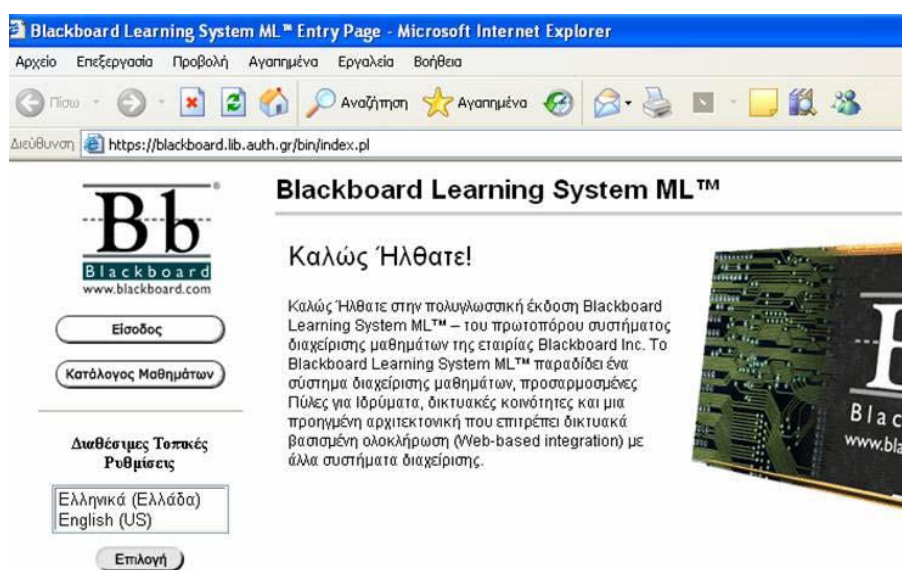 Blackboard Learning System ML™ Entry Page - Microsoft Internet Explorer
Αρχείο Επεξεργασία Προβολή Αγαπημένα Εργαλεία Βοήθεια
Πίσω Αναζήτηση Αγαπημένα
Διεύθυνση https://blackboard.lib.auth.gr/bin/index.pl
Bb ®
Blackboard
www.blackboard.com
Είσοδος
Κατάλογος Μαθημάτων
Διαθέσιμες Τοπικές
Ρυθμίσεις
Ελληνικά (Ελλάδα)
English (US)
Επιλογή
Blackboard Learning System ML™
Καλώς Ήλθατε!
Καλώς Ήλθατε στην πολυγλωσσική έκδοση Blackboard
Learning System ML™ – του πρωτοπόρου συστήματος
διαχείρισης μαθημάτων της εταιρίας Blackboard Inc. Το
Blackboard Learning System ML™ παραδίδει ένα
σύστημα διαχείρισης μαθημάτων, προσαρμοσμένες
Πύλες για Ιδρύματα, δικτυακές κοινότητες και μια
προηγμένη αρχιτεκτονική που επιτρέπει δικτυακά
βασισμένη ολοκλήρωση (Web-based integration) με
άλλα συστήματα διαχείρισης.
Blac
www.bla